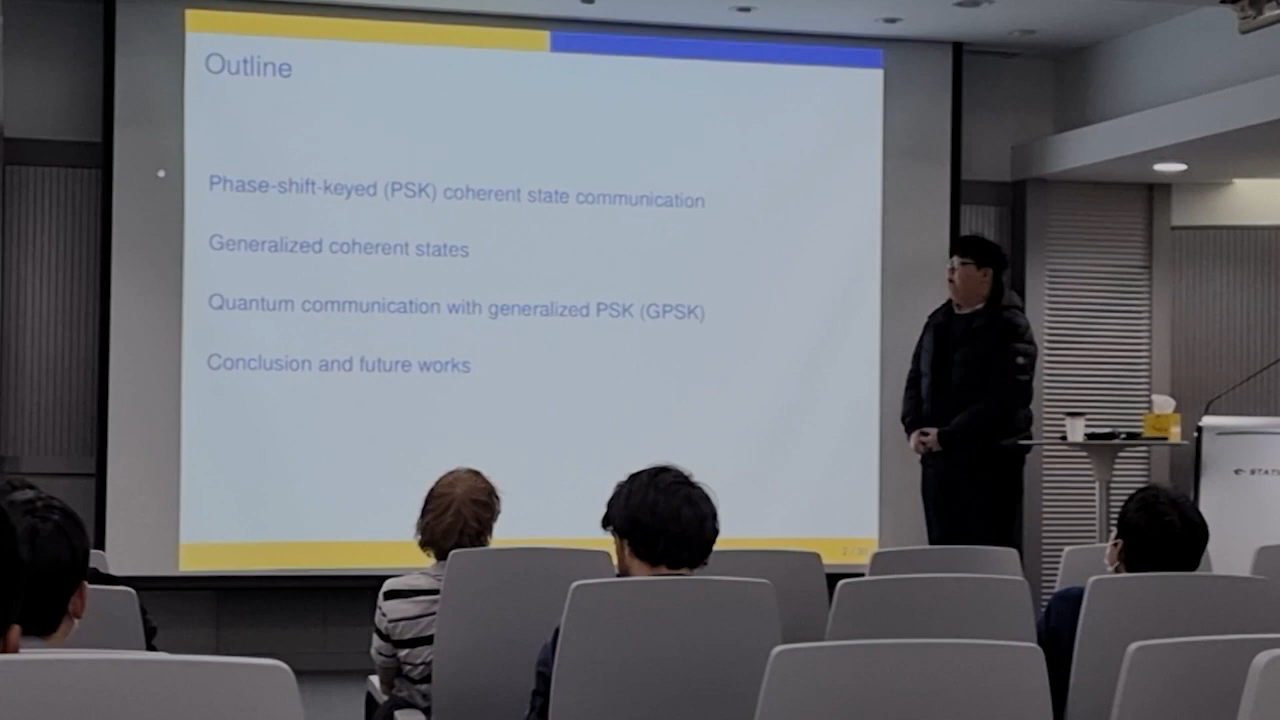 Outline
Phase-shift-keyed (PSK) coherent state communication
Generalized coherent states
Quantum communication with generalized PSK (GPSK)
Conclusion and future works